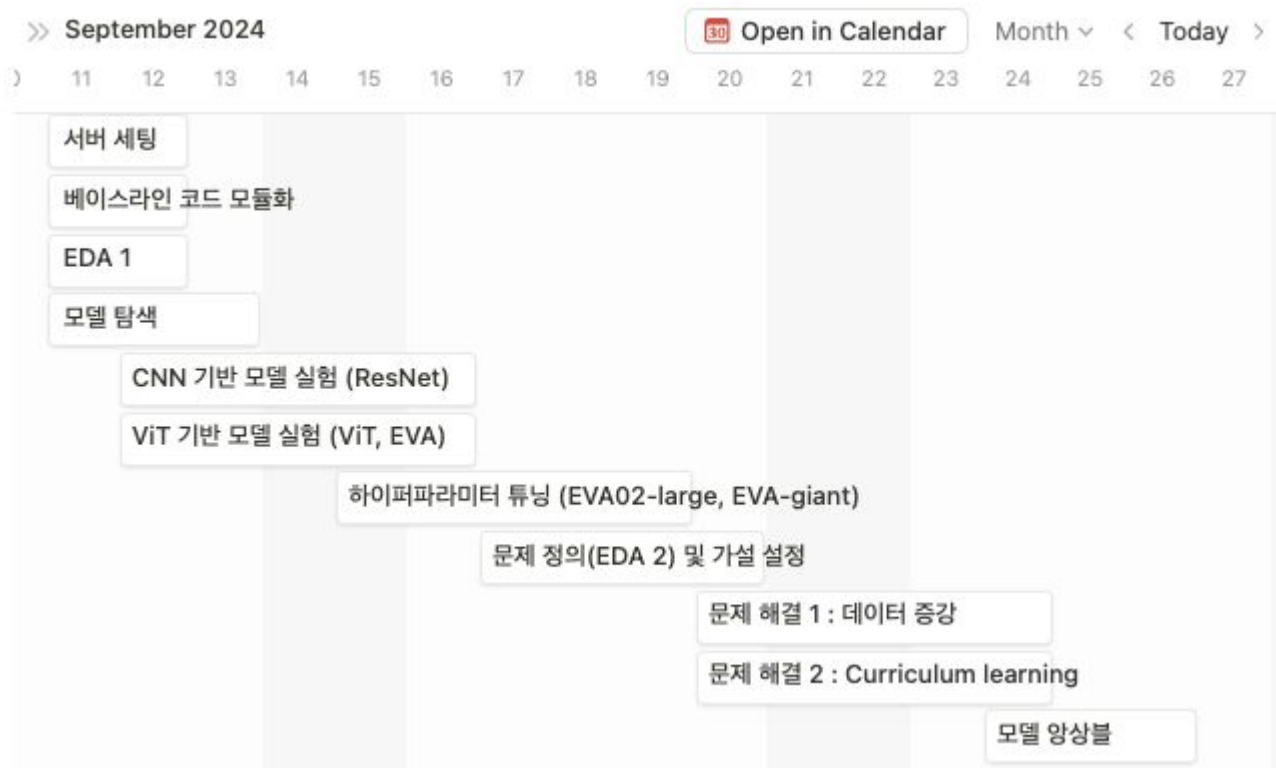 September 2024
30 Open in Calendar Month Today
11 12 13 14 15 16 17 18 19 20 21 22 23 24 25 26 27
서버 세팅
베이스라인 코드 모듈화
EDA 1
모델 탐색
CNN 기반 모델 실험 (ResNet)
ViT 기반 모델 실험 (ViT, EVA)
하이퍼파라미터 튜닝 (EVA02-large, EVA-giant)
문제 정의(EDA 2) 및 가설 설정
문제 해결 1 : 데이터 증강
문제 해결 2 : Curriculum learning
모델 앙상블